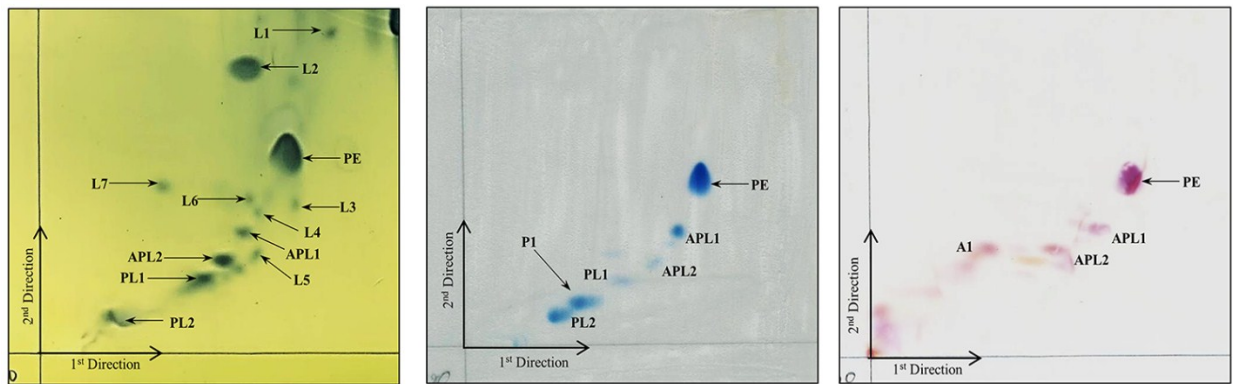 L1
L2
PE
L7
L6
L3
L4
APL1
APL2
L5
PL1
PL2
2nd Direction
1st Direction
PE
APL1
P1
PL1
APL2
PL2
2nd Direction
1st Direction
PE
APL1
A1
APL2
2nd Direction
1st Direction